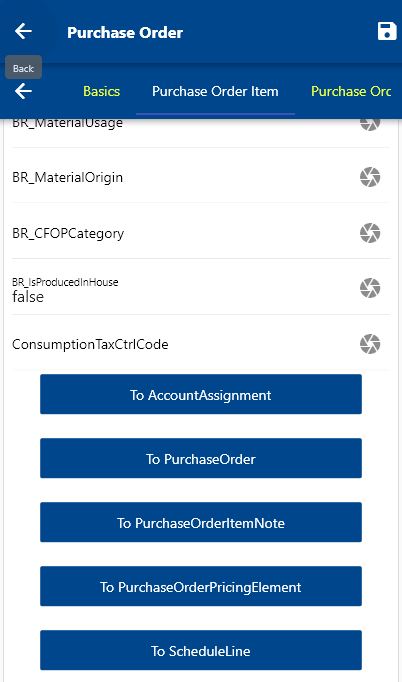 Purchase Order
Back
Basics
Purchase Order Item
Purchase Orc
BR_MaterialUsage
BR_MaterialOrigin
BR_CFOPCategory
BR_IsProducedInHouse
false
ConsumptionTaxCtrlCode
To AccountAssignment
To PurchaseOrder
To PurchaseOrderItemNote
To PurchaseOrderPricingElement
To ScheduleLine